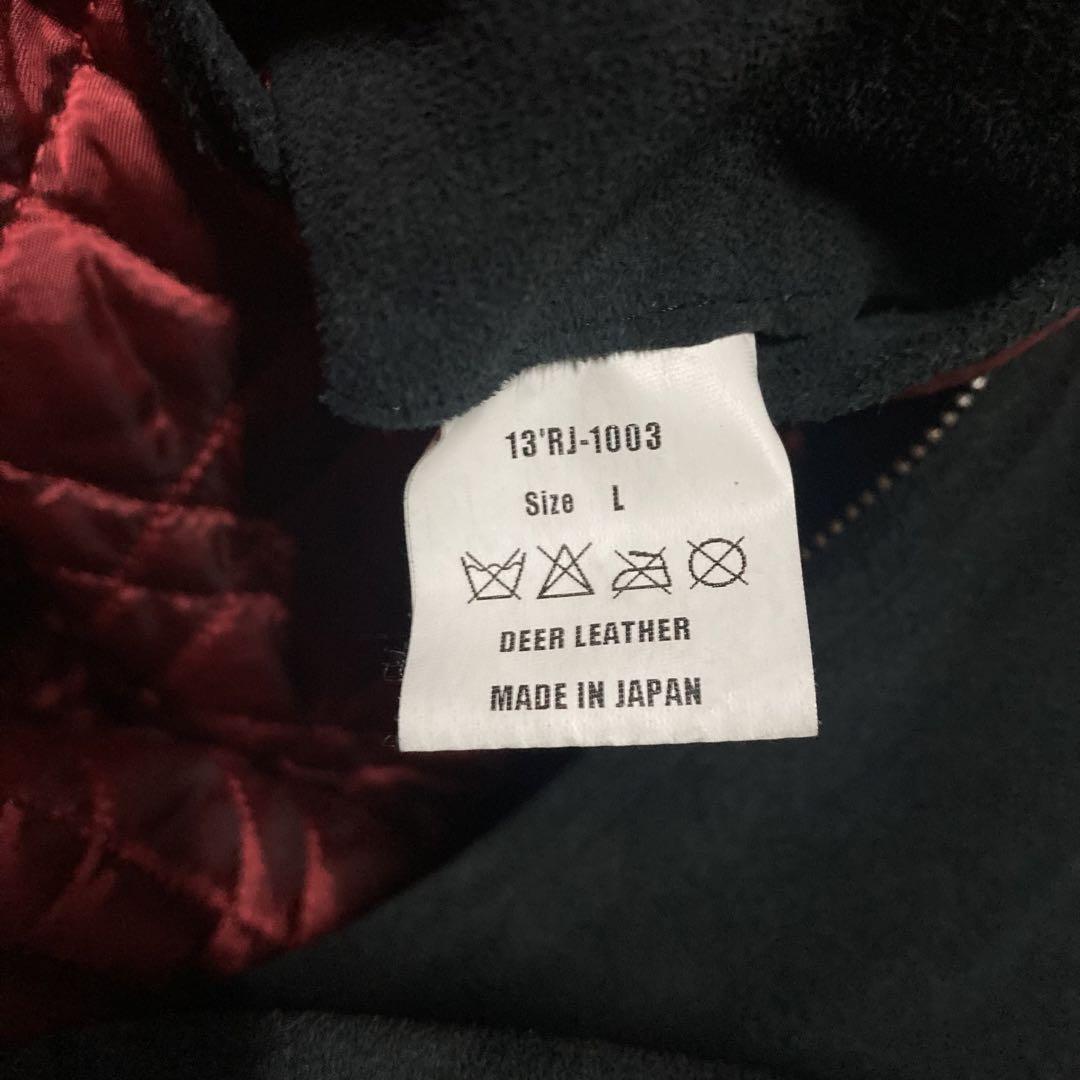 13'RJ-1003
Size L
DEER LEATHER
MADE IN JAPAN